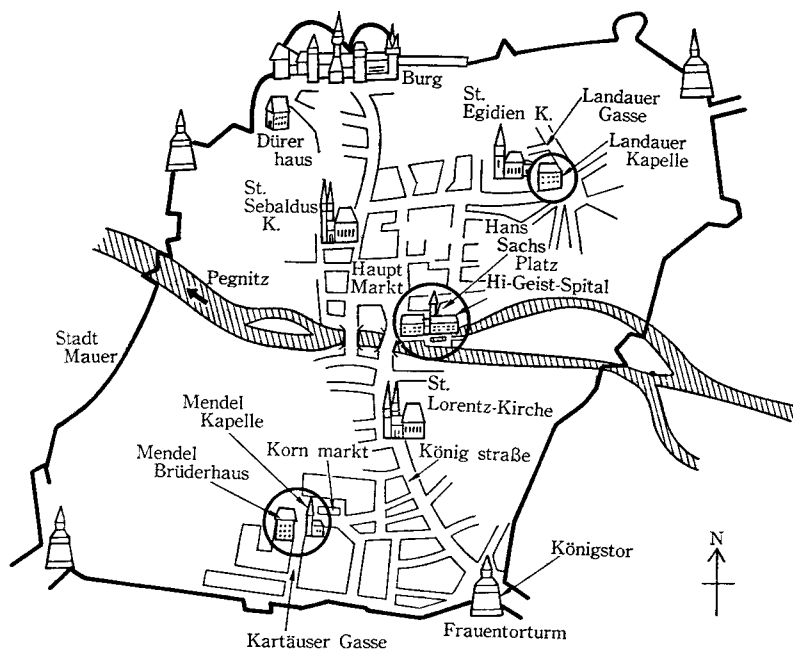 Burg
St.
Egidien K.
Landauer
Gasse
Landauer
Kapelle
Dürer
haus
St.
Sebaldus
K.
Hans
Sachs
Platz
Haupt
Markt
Hi-Geist-Spital
Pegnitz
Stadt
Mauer
St.
Lorentz-Kirche
Mendel
Kapelle
Korn markt
König straße
Mendel
Brüderhaus
N
Königstor
Frauentorturm
Kartäuser Gasse